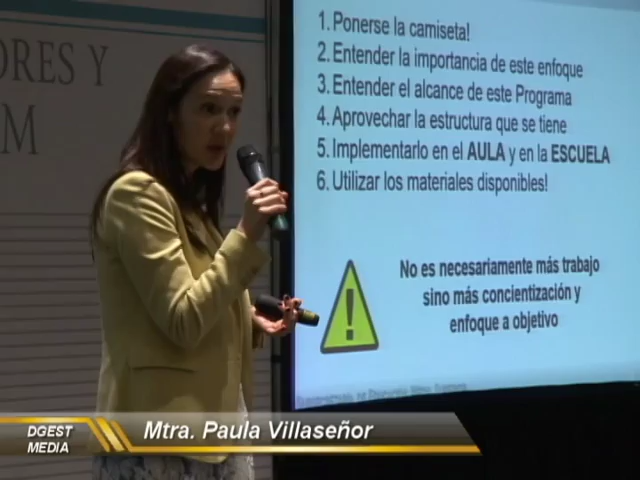 ORES Y
M
1. Ponerse la camiseta!
2. Entender la importancia de este enfoque
3. Entender el alcance de este Programa
4. Aprovechar la estructura que se tiene
5. Implementarlo en el AULA y en la ESCUELA
6. Utilizar los materiales disponibles!
!
No es necesariamente más trabajo
sino más concientización y
enfoque a objetivo
DGEST
MEDIA
Mtra. Paula Villaseñor